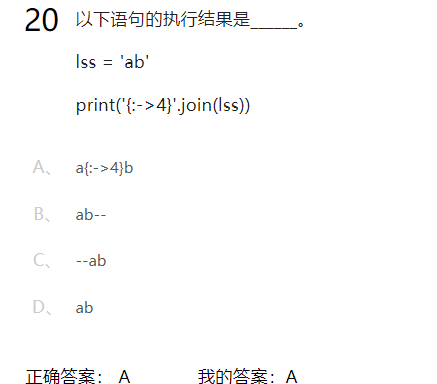 20 以下语句的执行结果是______。
lss = 'ab'
print('{:->4}'.join(lss))
A、 a{:->4}b
B、 ab--
C、 --ab
D、 ab
正确答案： A 我的答案：A